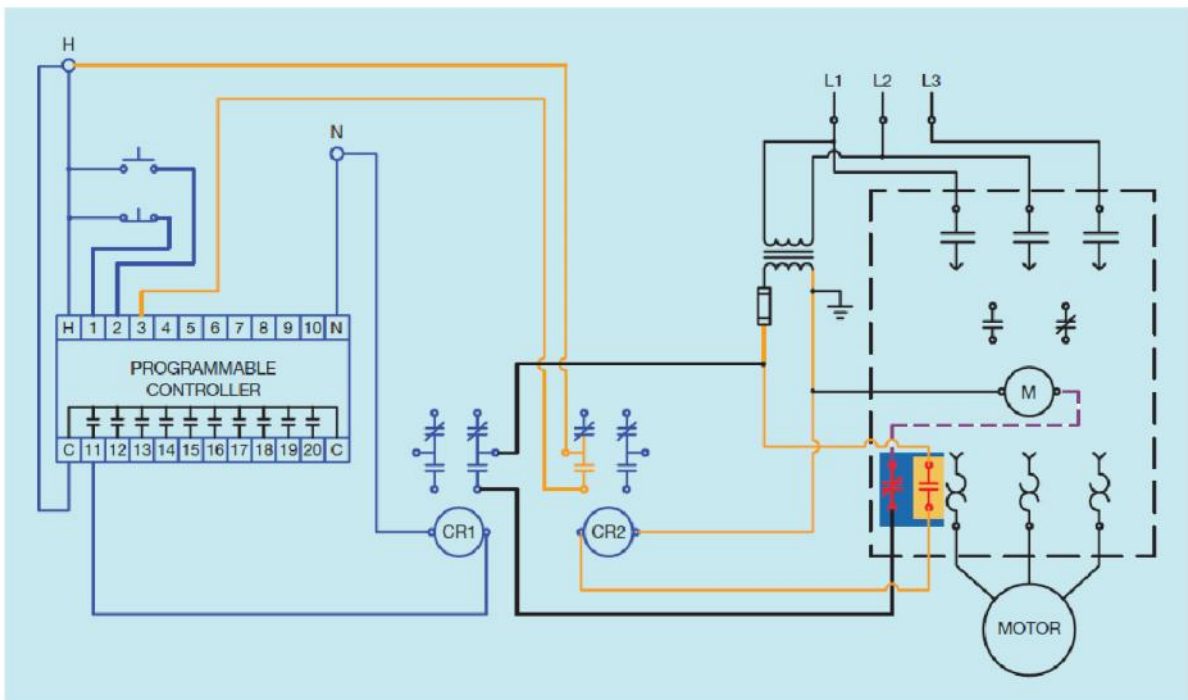 H
L1 L2 L3
N
H 1 2 3 4 5 6 7 8 9 10 N
PROGRAMMABLE
CONTROLLER
M
C 11 12 13 14 15 16 17 18 19 20 C
CR1 CR2
MOTOR